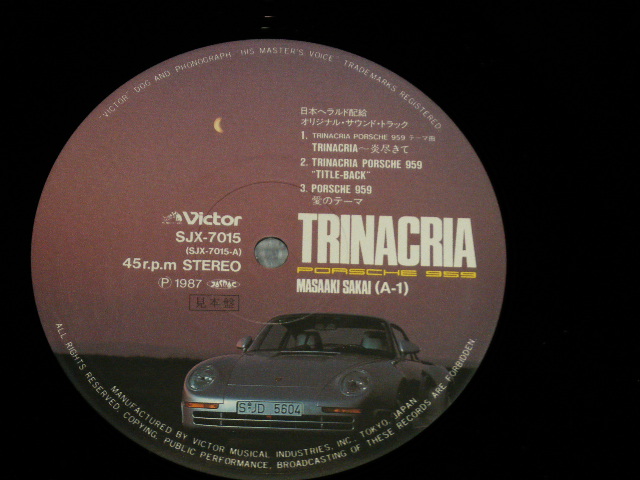 "VICTOR" DOG AND PHONOGRAPH "HIS MASTER'S VOICE" TRADEMARKS REGISTERED.
日本ヘラルド配給
オリジナル・サウンド・トラック
1. TRINACRIA PORSCHE 959 テーマ曲
TRINACRIA〜炎尽きて
2. TRINACRIA PORSCHE 959
"TITLE-BACK"
3. PORSCHE 959
愛のテーマ
Victor
SJX-7015
(SJX-7015-A)
45r.p.m STEREO
Ⓟ 1987 JASRAC
見本盤
TRINACRIA
PORSCHE 959
MASAAKI SAKAI (A-1)
S·JD 5604
MANUFACTURED BY VICTOR MUSICAL INDUSTRIES, INC., TOKYO, JAPAN
ALL RIGHTS RESERVED. COPYING, PUBLIC PERFORMANCE, BROADCASTING OF THESE RECORDS ARE FORBIDDEN